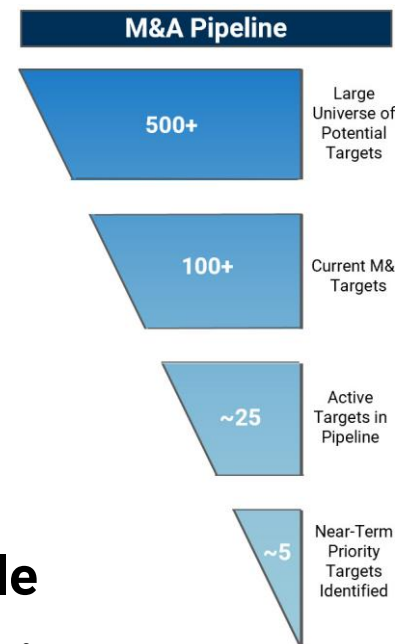 M&A Pipeline
500+
Large
Universe of
Potential
Targets
100+
Current M&
Targets
~25
Active
Targets in
Pipeline
~5
Near-Term
Priority
Targets
Identified
de